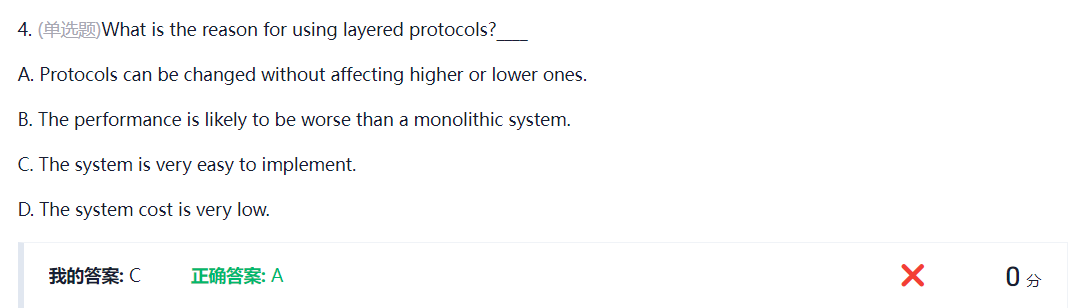 4. (单选题)What is the reason for using layered protocols?____
A. Protocols can be changed without affecting higher or lower ones.
B. The performance is likely to be worse than a monolithic system.
C. The system is very easy to implement.
D. The system cost is very low.
我的答案: C 正确答案: A 0 分